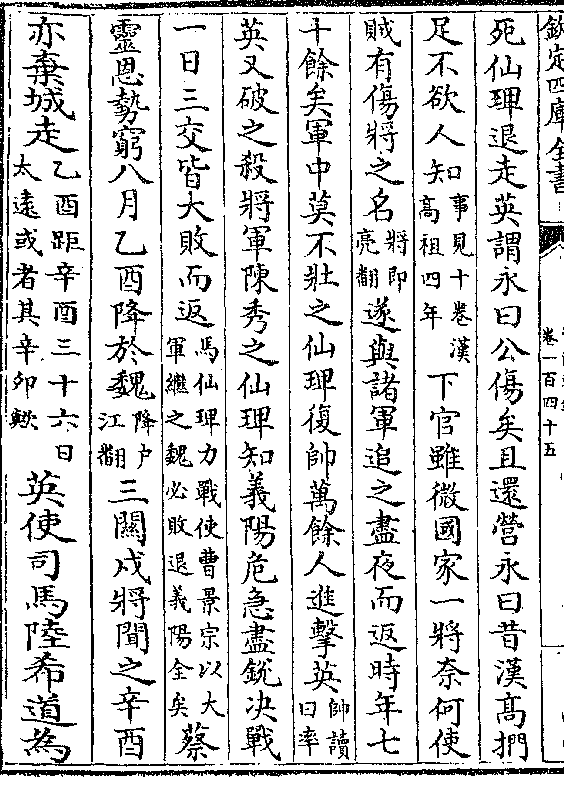 欽定四庫全書
卷一百四十五
死仙琕退走英謂永曰公傷矣且還營永曰昔漢髙捫
足不欲人知事見十卷漢髙祖四年下官雖微國家一將奈何使
賊有傷將之名將即亮翻遂與諸軍追之盡夜而返時年七
十餘矣軍中莫不壯之仙琕復帥萬餘人進擊英帥讀曰率
英又破之殺將軍陳秀之仙琕知義陽危急盡銳决戰
一日三交皆大敗而返馬仙琕力戰使曹景宗以大軍繼之魏必敗退義陽全矣蔡
靈恩勢窮八月乙酉降於魏降户江翻三關戍將聞之辛酉
亦棄城走乙酉距辛酉三十六日太遠或者其辛卯歟英使司馬陸希道為